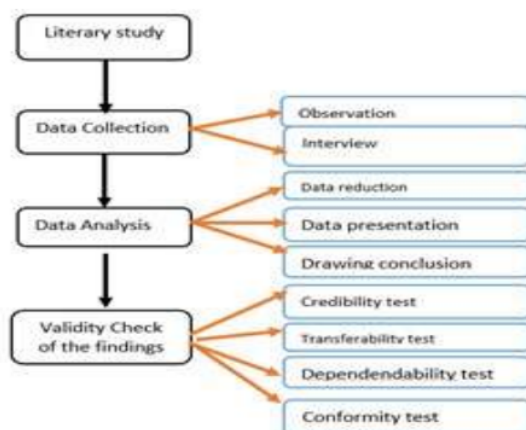 Literary study
Data Collection
Observation
Interview
Data Analysis
Data reduction
Data presentation
Drawing conclusion
Validity Check
of the findings
Credibility test
Transferability test
Dependendability test
Conformity test